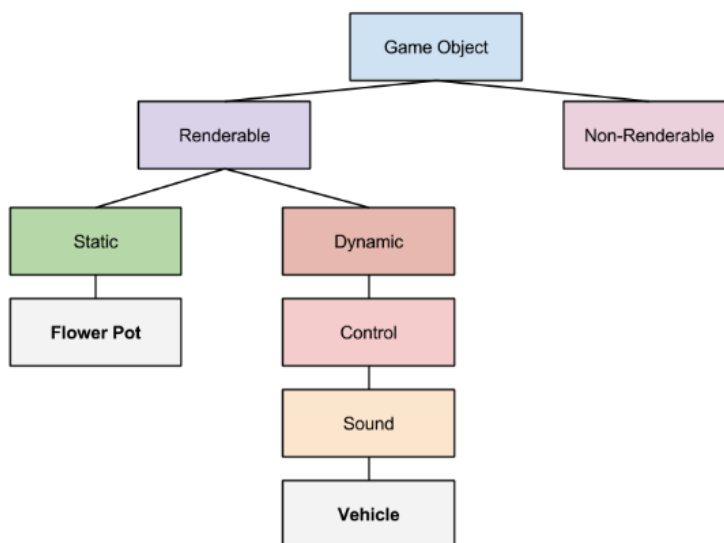 Game Object
Renderable
Non-Renderable
Static
Dynamic
Flower Pot
Control
Sound
Vehicle